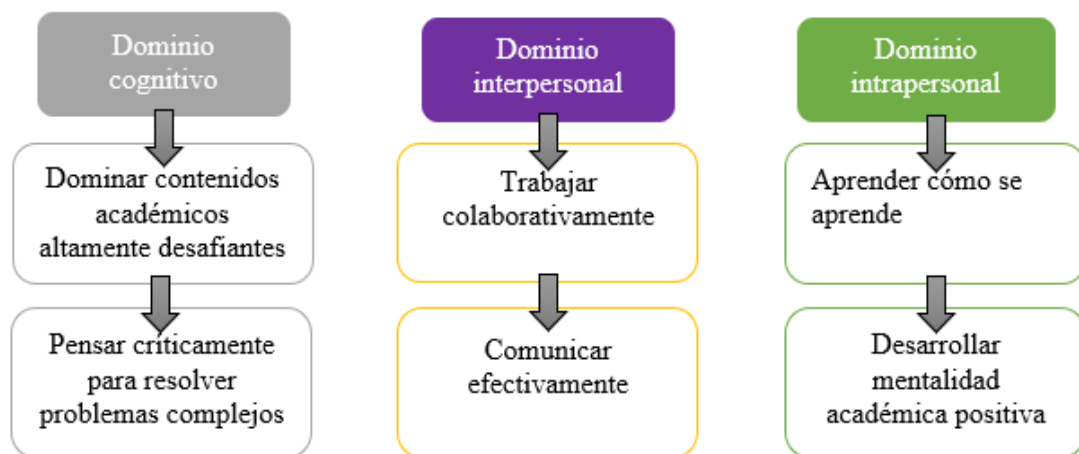 Dominio
cognitivo
Dominar contenidos
académicos
altamente desafiantes
Pensar críticamente
para resolver
problemas complejos
Dominio
interpersonal
Trabajar
colaborativamente
Comunicar
efectivamente
Dominio
intrapersonal
Aprender cómo se
aprende
Desarrollar
mentalidad
académica positiva